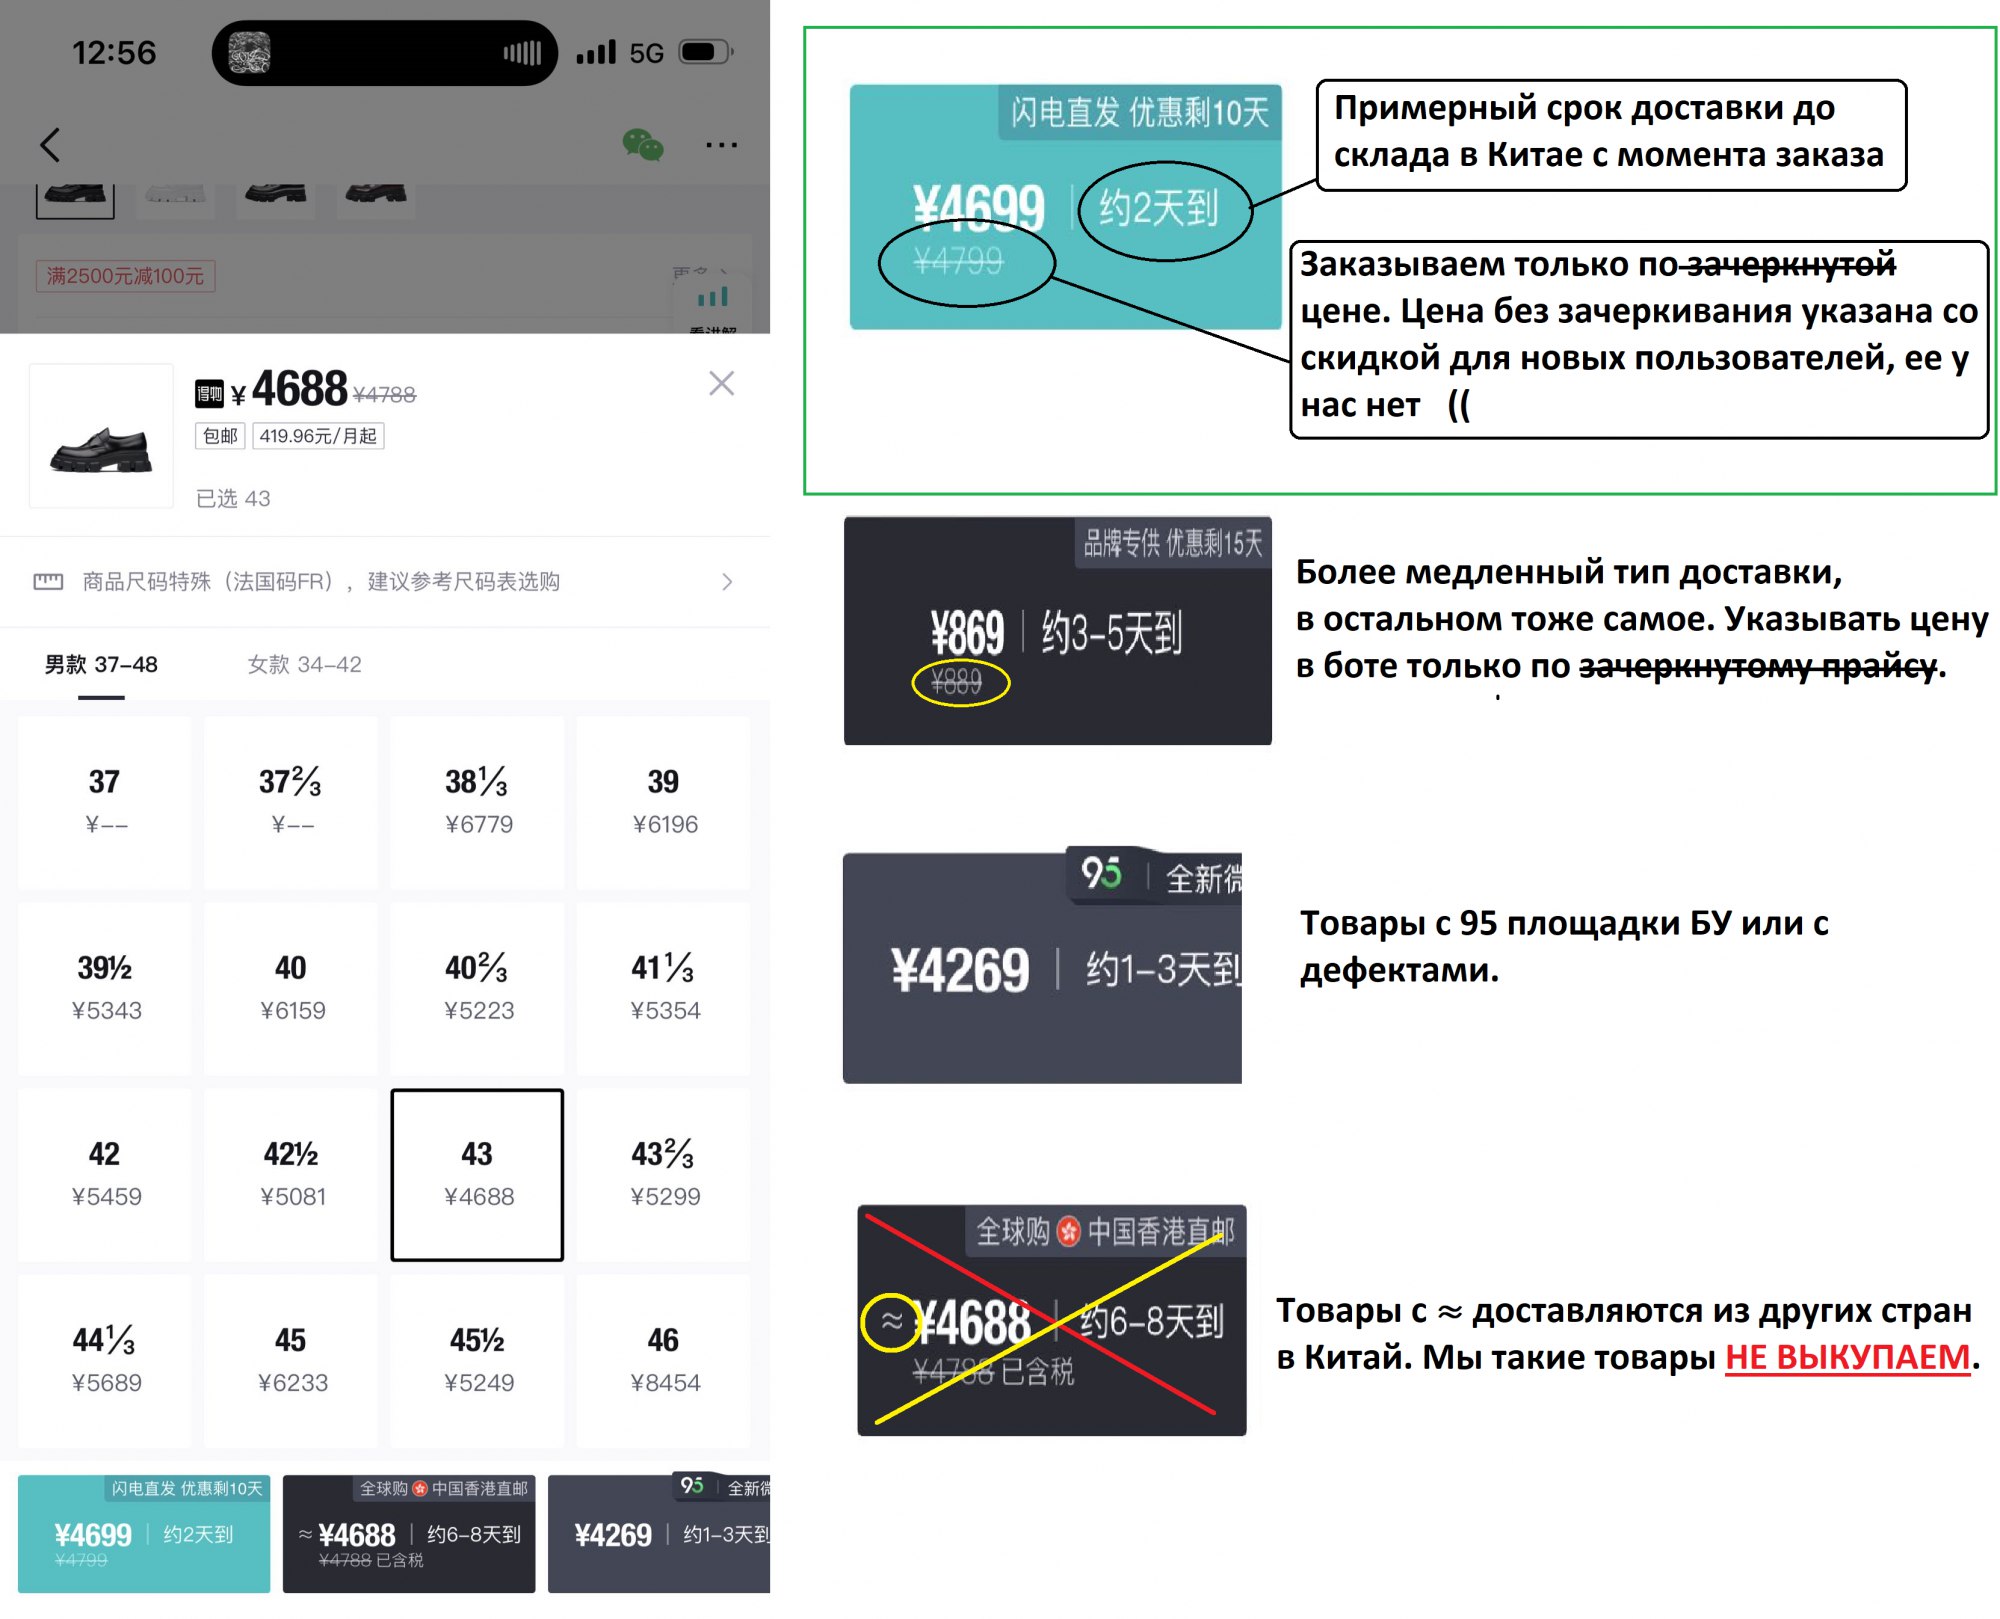 12:56
5G
满2500元减100元
得物 ¥ 4688 ¥4788
包邮 419.96元/月起
已选 43
商品尺码特殊（法国码FR），建议参考尺码表选购
男款 37-48 女款 34-42
37 37⅔ 38⅓ 39
¥-- ¥-- ¥6779 ¥6196
39½ 40 40⅔ 41⅓
¥5343 ¥6159 ¥5223 ¥5354
42 42½ 43 43⅔
¥5459 ¥5081 ¥4688 ¥5299
44⅓ 45 45½ 46
¥5689 ¥6233 ¥5249 ¥8454
闪电直发 优惠剩10天
¥4699 约2天到
¥4799
全球购 中国香港直邮
≈ ¥4688 约6-8天到
¥4788 已含税
95 全新微
¥4269 约1-3天到
闪电直发 优惠剩10天
¥4699 约2天到
¥4799
Примерный срок доставки до
склада в Китае с момента заказа
Заказываем только по зачеркнутой
цене. Цена без зачеркивания указана со
скидкой для новых пользователей, ее у
нас нет ((
品牌专供 优惠剩15天
¥869 约3-5天到
¥889
Более медленный тип доставки,
в остальном тоже самое. Указывать цену
в боте только по зачеркнутому прайсу.
95 全新微
¥4269 约1-3天到
Товары с 95 площадки БУ или с
дефектами.
全球购 中国香港直邮
≈ ¥4688 约6-8天到
¥4788 已含税
Товары с ≈ доставляются из других стран
в Китай. Мы такие товары НЕ ВЫКУПАЕМ.